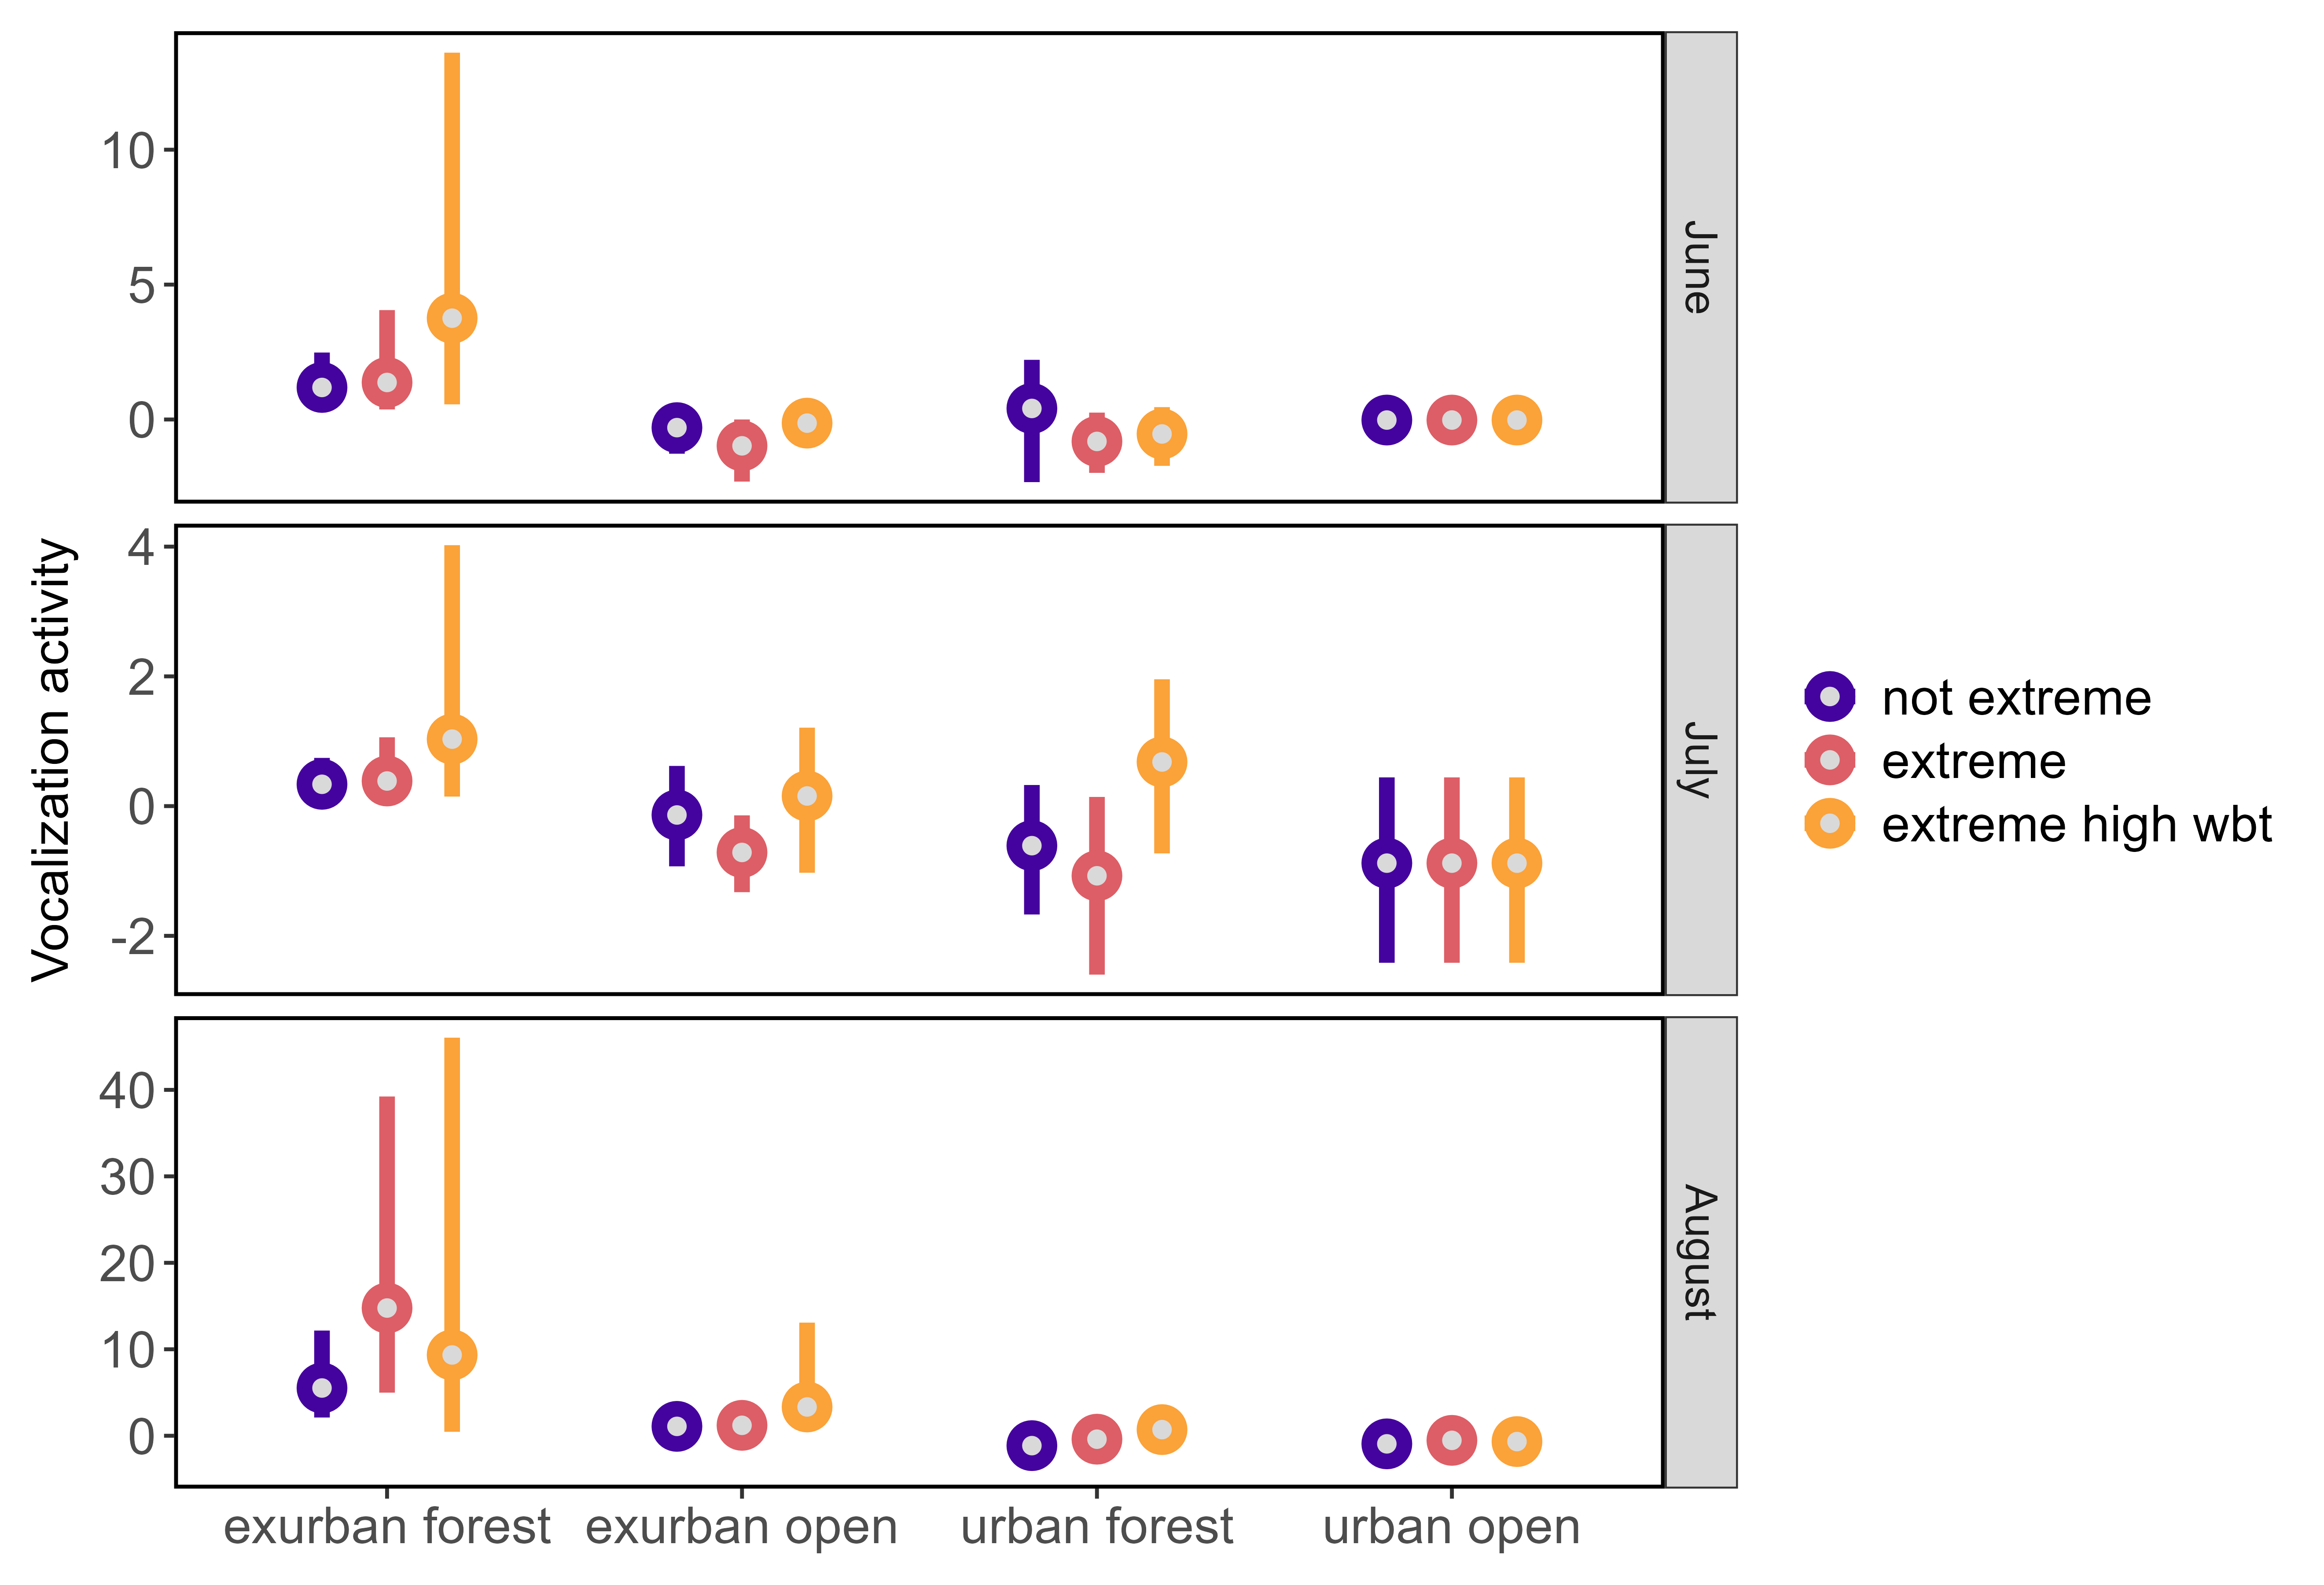 Vocalization activity
10
5
0
June
4
2
0
-2
July
40
30
20
10
0
August
exurban forest
exurban open
urban forest
urban open
not extreme
extreme
extreme high wbt